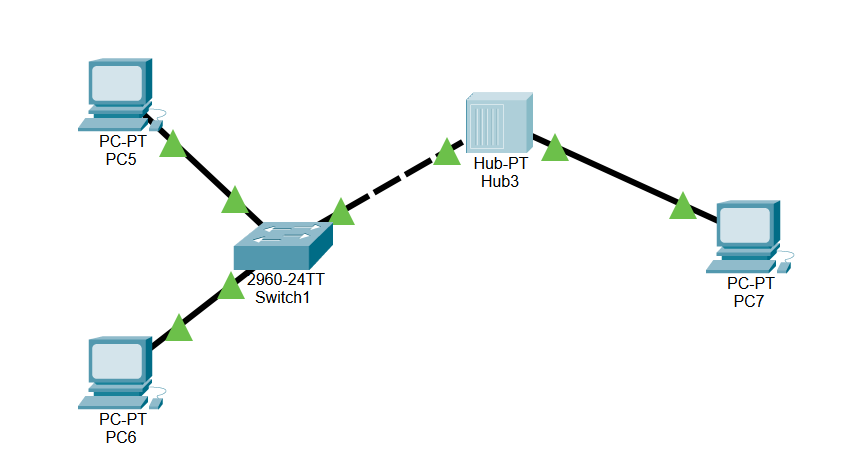 PC-PT
PC5
Hub-PT
Hub3
2960-24TT
Switch1
PC-PT
PC7
PC-PT
PC6